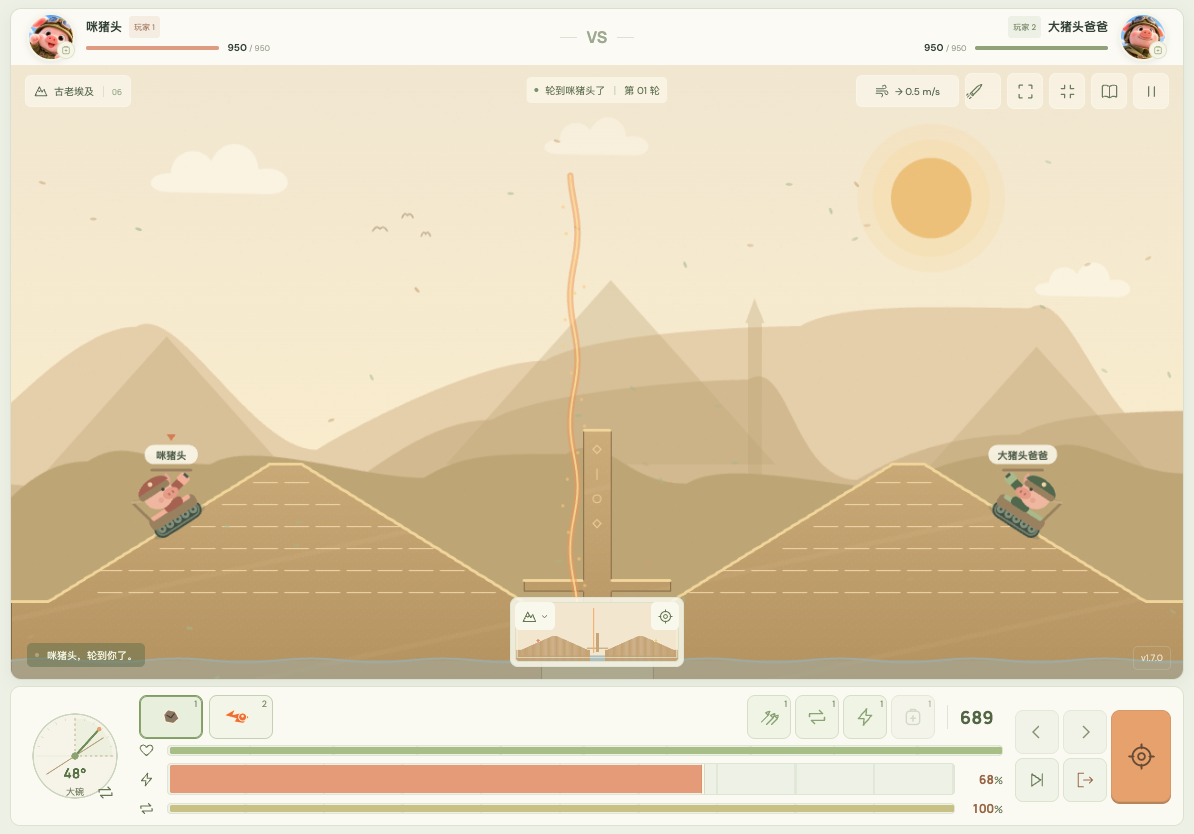 咪猪头 玩家 1
950 / 950
VS
玩家 2 大猪头爸爸
950 / 950
古老埃及 06
轮到咪猪头了 第 01 轮
→ 0.5 m/s
咪猪头
大猪头爸爸
咪猪头，轮到你了。
v1.7.0
1
2
1
1
1
1
689
48°
大碗
68%
100%